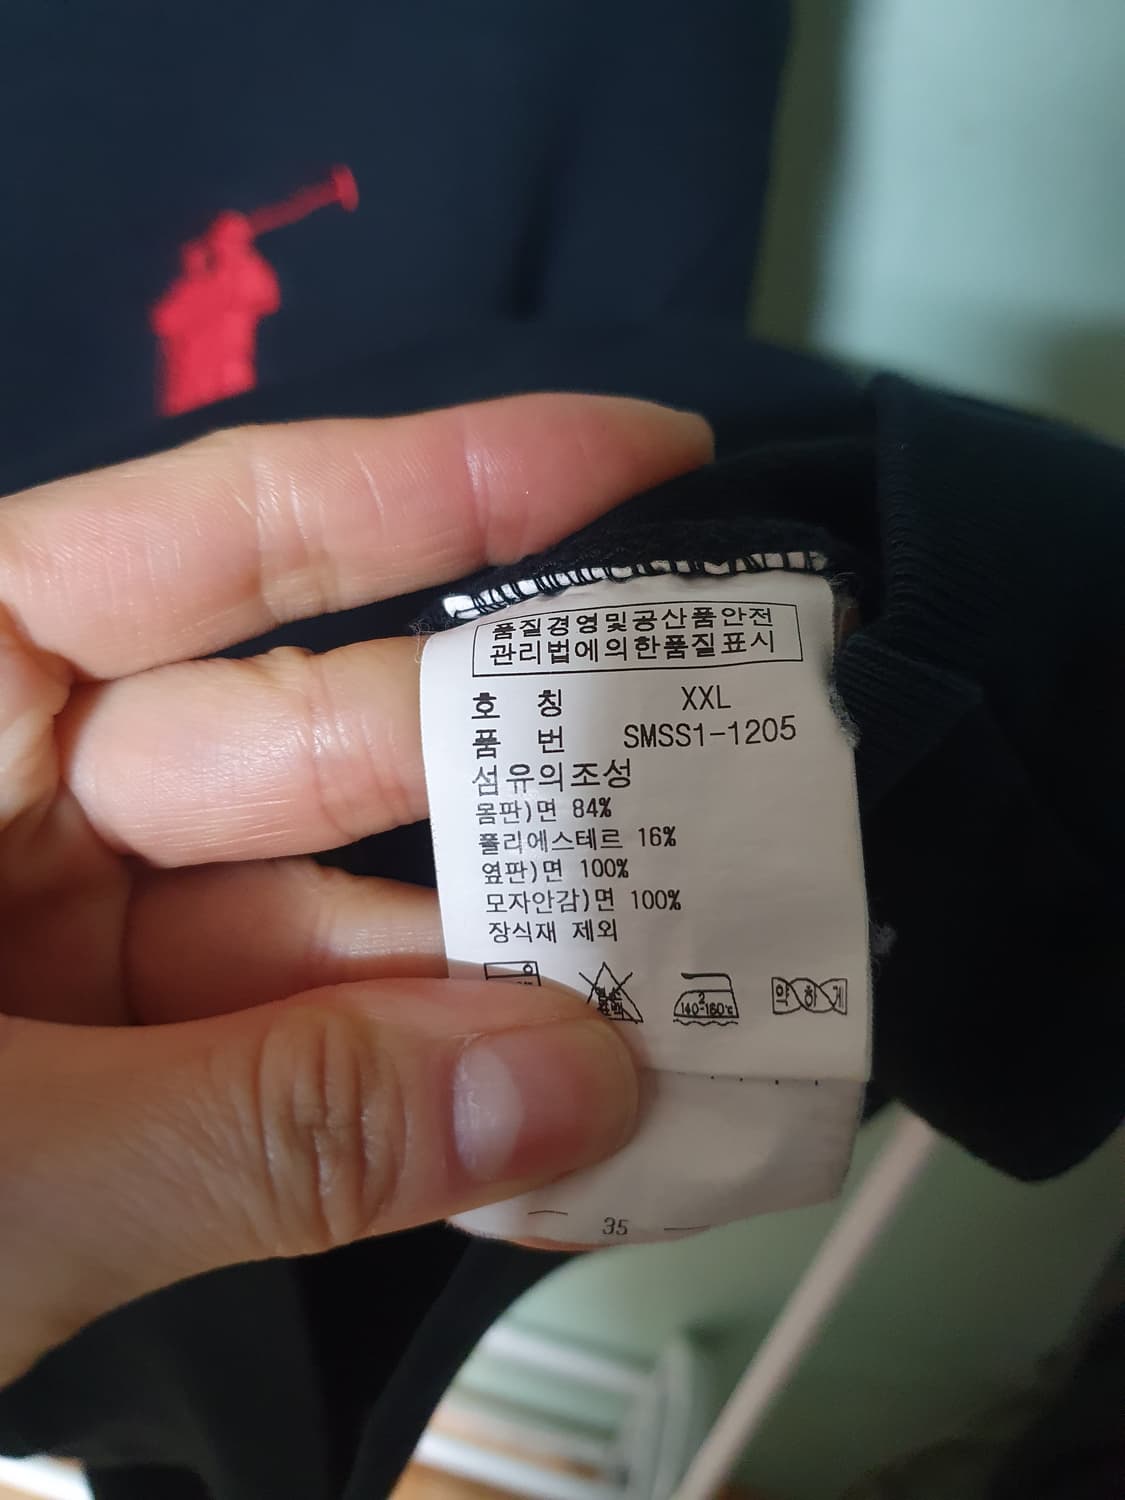 품질경영및공산품안전
관리법에의한품질표시
호 칭 XXL
품 번 SMSS1-1205
섬유의조성
몸판)면 84%
폴리에스테르 16%
옆판)면 100%
모자안감)면 100%
장식재 제외
2
140-160℃
약하게
35